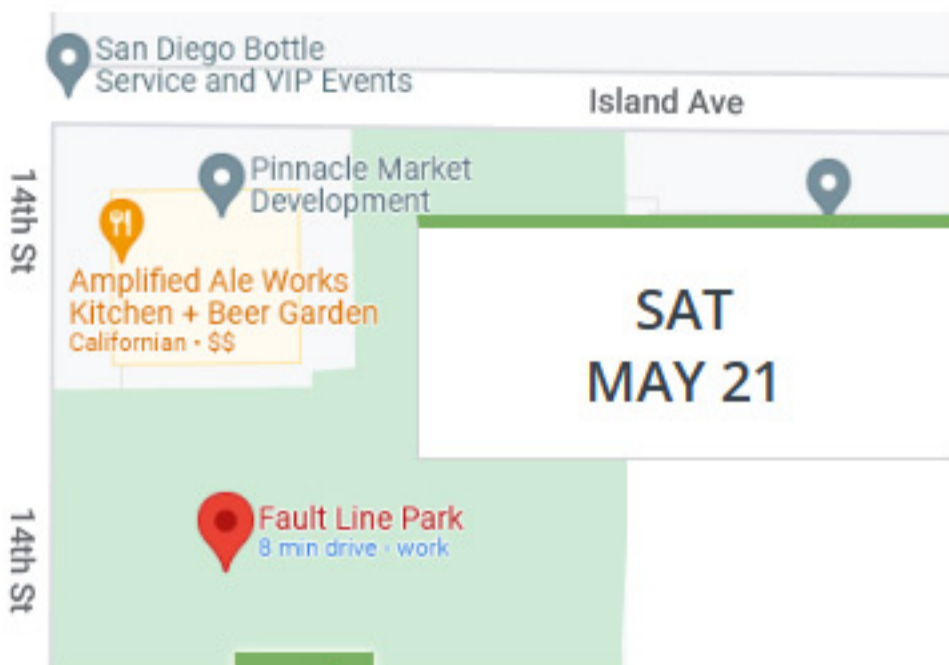 San Diego Bottle
Service and VIP Events
Island Ave
14th St
Pinnacle Market
Development
Amplified Ale Works
Kitchen + Beer Garden
Californian • $$
SAT
MAY 21
14th St
Fault Line Park
8 min drive - work